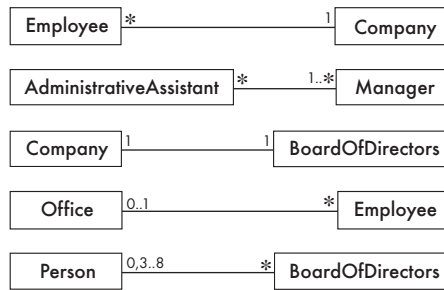 Employee * 1 Company
AdministrativeAssistant * 1..* Manager
Company 1 1 BoardOfDirectors
Office 0..1 * Employee
Person 0,3..8 * BoardOfDirectors